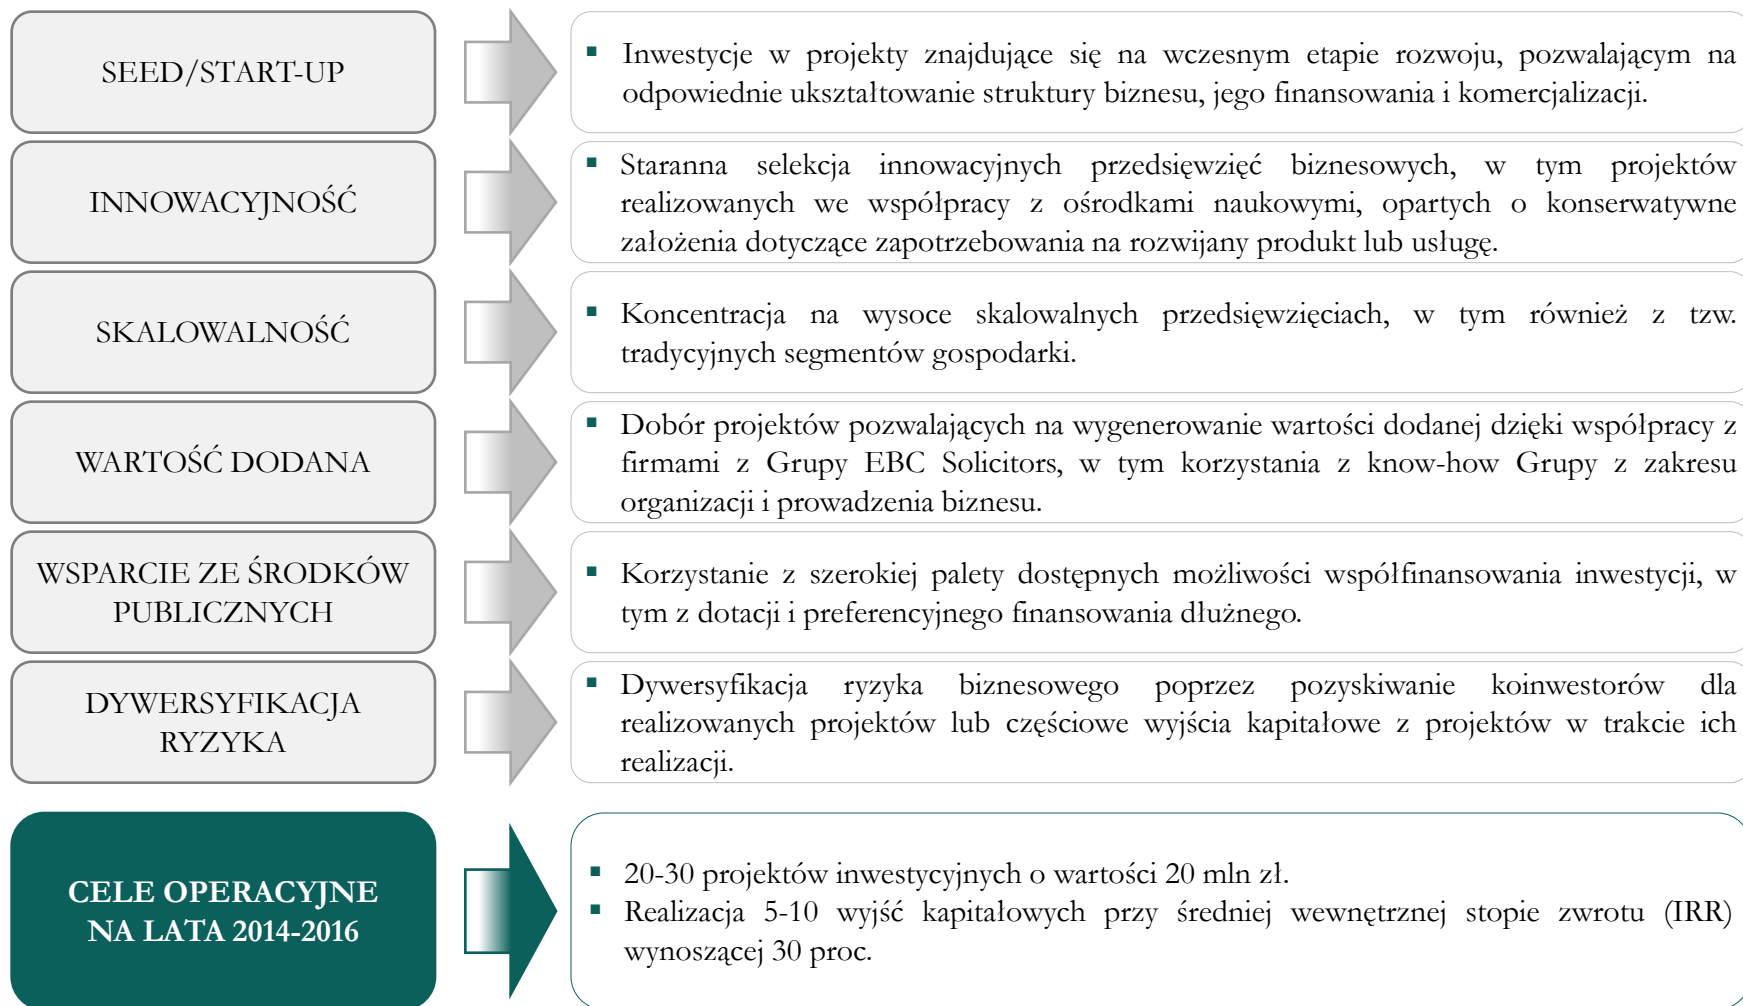 SEED/START-UP
▪ Inwestycje w projekty znajdujące się na wczesnym etapie rozwoju, pozwalającym na
odpowiednie ukształtowanie struktury biznesu, jego finansowania i komercjalizacji.
INNOWACYJNOŚĆ
▪ Staranna selekcja innowacyjnych przedsięwzięć biznesowych, w tym projektów
realizowanych we współpracy z ośrodkami naukowymi, opartych o konserwatywne
założenia dotyczące zapotrzebowania na rozwijany produkt lub usługę.
SKALOWALNOŚĆ
▪ Koncentracja na wysoce skalowalnych przedsięwzięciach, w tym również z tzw.
tradycyjnych segmentów gospodarki.
WARTOŚĆ DODANA
▪ Dobór projektów pozwalających na wygenerowanie wartości dodanej dzięki współpracy z
firmami z Grupy EBC Solicitors, w tym korzystania z know-how Grupy z zakresu
organizacji i prowadzenia biznesu.
WSPARCIE ZE ŚRODKÓW
PUBLICZNYCH
▪ Korzystanie z szerokiej palety dostępnych możliwości współfinansowania inwestycji, w
tym z dotacji i preferencyjnego finansowania dłużnego.
DYWERSYFIKACJA
RYZYKA
▪ Dywersyfikacja ryzyka biznesowego poprzez pozyskiwanie koinwestorów dla
realizowanych projektów lub częściowe wyjścia kapitałowe z projektów w trakcie ich
realizacji.
CELE OPERACYJNE
NA LATA 2014-2016
▪ 20-30 projektów inwestycyjnych o wartości 20 mln zł.
▪ Realizacja 5-10 wyjść kapitałowych przy średniej wewnętrznej stopie zwrotu (IRR)
wynoszącej 30 proc.